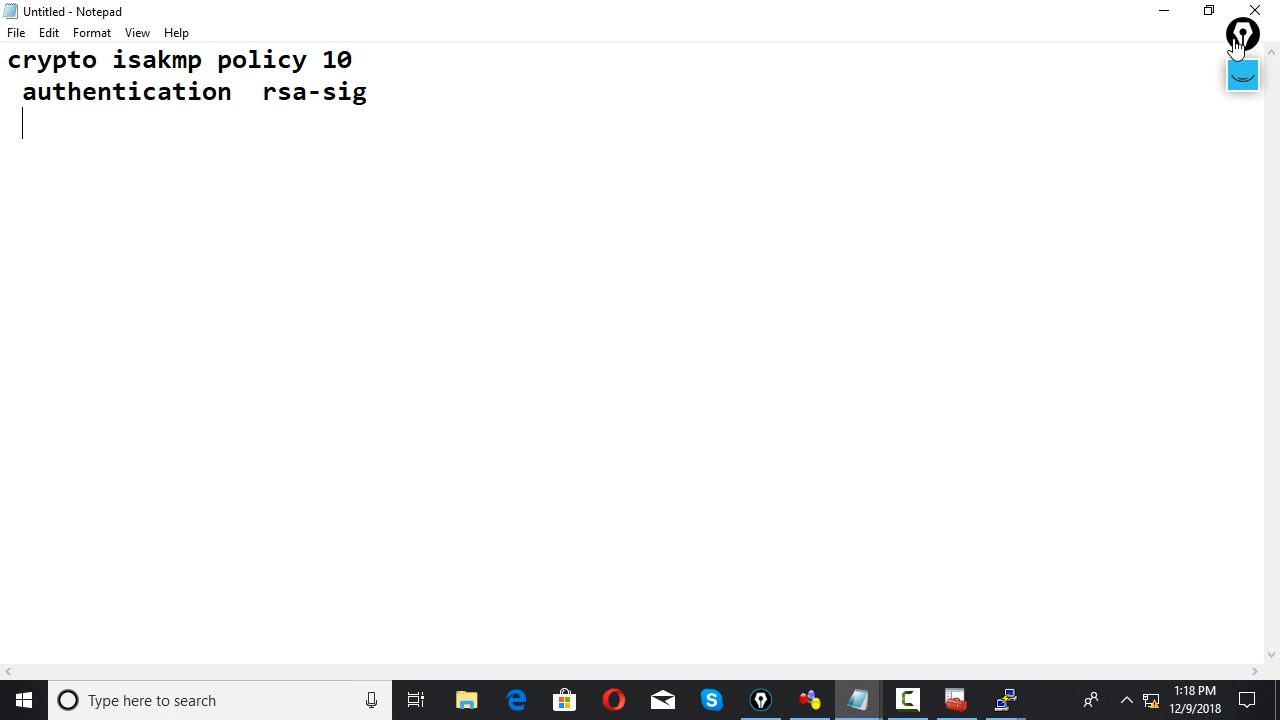 Untitled - Notepad
File Edit Format View Help
crypto isakmp policy 10
 authentication  rsa-sig
Type here to search
1:18 PM
12/9/2018